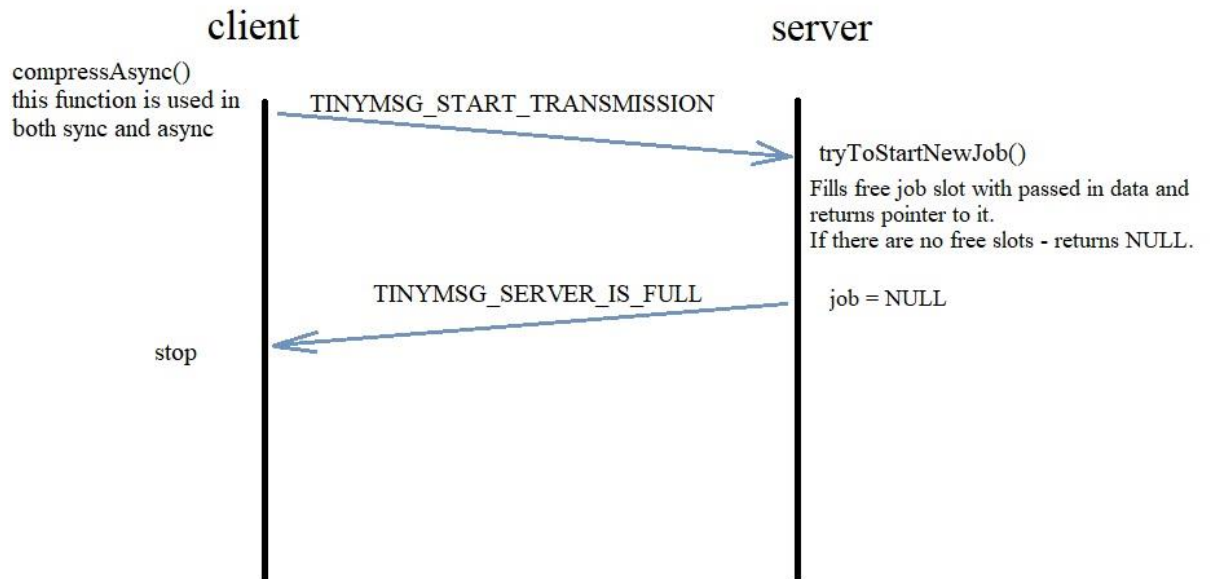 client
server
compressAsync()
this function is used in
both sync and async
TINYMSG_START_TRANSMISSION
tryToStartNewJob()
Fills free job slot with passed in data and
returns pointer to it.
If there are no free slots - returns NULL.
TINYMSG_SERVER_IS_FULL
job = NULL
stop